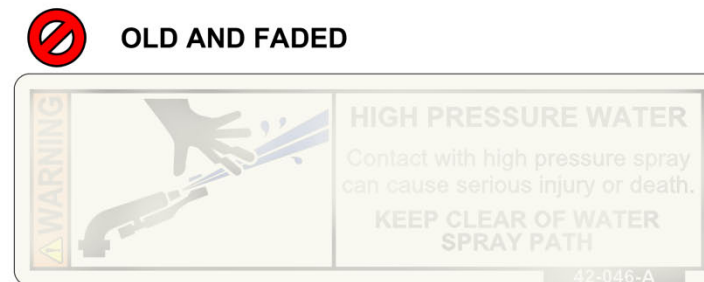 OLD AND FADED
⚠WARNING
HIGH PRESSURE WATER
Contact with high pressure spray
can cause serious injury or death.
KEEP CLEAR OF WATER
SPRAY PATH
42-046-A